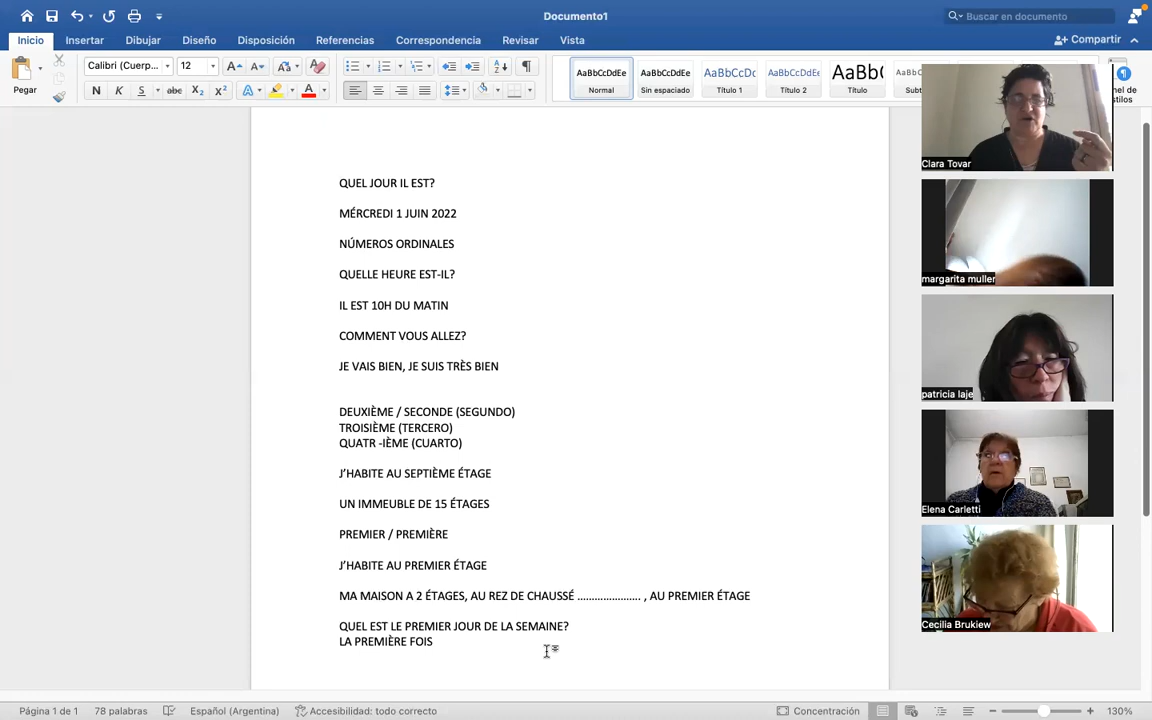 Documento1
Buscar en documento
Inicio Insertar Dibujar Diseño Disposición Referencias Correspondencia Revisar Vista Compartir
Pegar
Calibri (Cuerp... 12
N K S abc X2 X2
AaBbCcDdEe AaBbCcDdEe AaBbCcDc AaBbCcDdEe AaBb(
Normal Sin espaciado Título 1 Título 2 Título
QUEL JOUR IL EST?
MÉRCREDI 1 JUIN 2022
NÚMEROS ORDINALES
QUELLE HEURE EST-IL?
IL EST 10H DU MATIN
COMMENT VOUS ALLEZ?
JE VAIS BIEN, JE SUIS TRÈS BIEN
DEUXIÈME / SECONDE (SEGUNDO)
TROISIÈME (TERCERO)
QUATR -IÈME (CUARTO)
J'HABITE AU SEPTIÈME ÉTAGE
UN IMMEUBLE DE 15 ÉTAGES
PREMIER / PREMIÈRE
J'HABITE AU PREMIER ÉTAGE
MA MAISON A 2 ÉTAGES, AU REZ DE CHAUSSÉ ...................... , AU PREMIER ÉTAGE
QUEL EST LE PREMIER JOUR DE LA SEMAINE?
LA PREMIÈRE FOIS
Clara Tovar
margarita muller
patricia laje
Elena Carletti
Cecilia Brukiew
Página 1 de 1 78 palabras Español (Argentina) Accesibilidad: todo correcto Concentración 130%